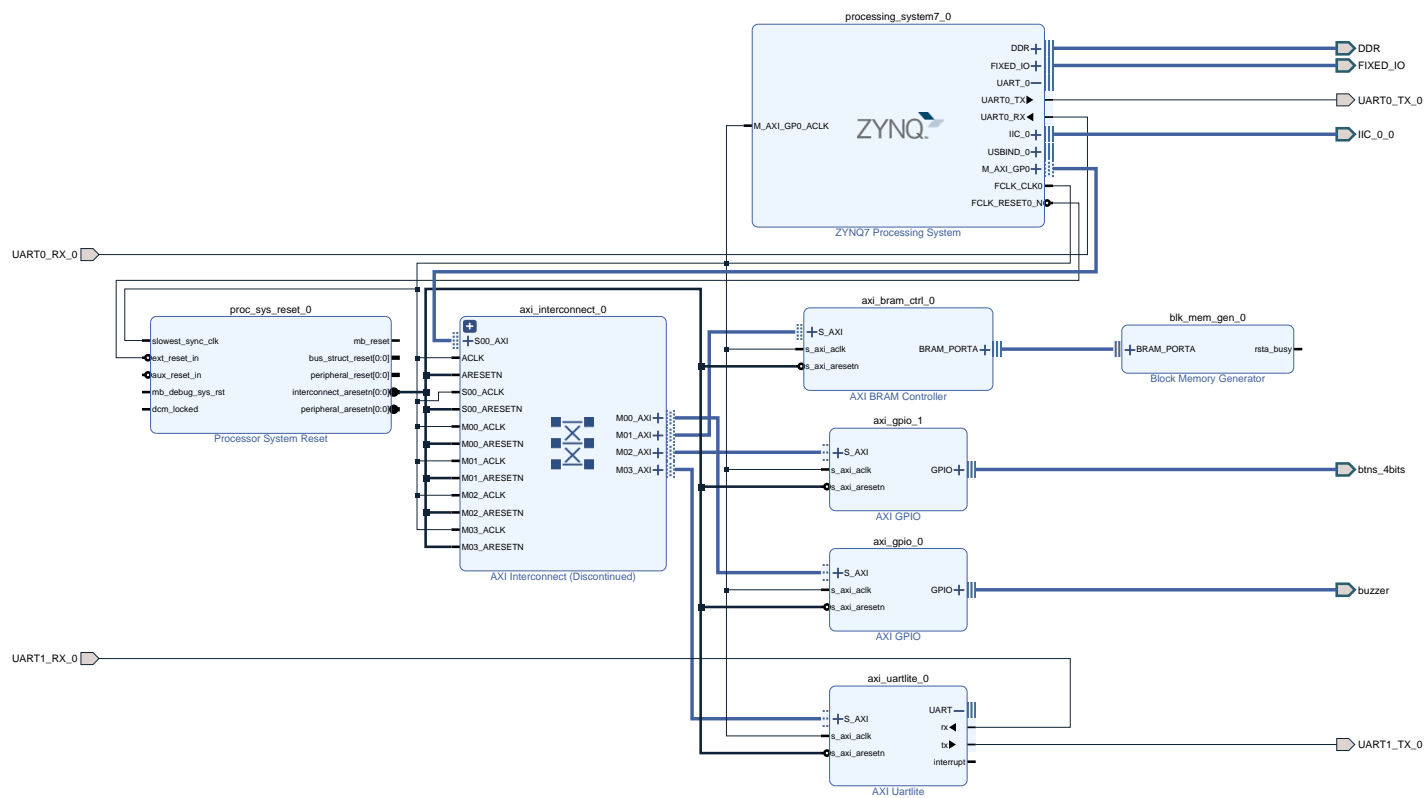 processing_system7_0
DDR
FIXED_IO
UART_0
UART0_TX
UART0_RX
IIC_0
USBIND_0
M_AXI_GP0
FCLK_CLK0
FCLK_RESET0_N
M_AXI_GP0_ACLK
ZYNQ
ZYNQ7 Processing System
DDR
FIXED_IO
UART0_TX_0
IIC_0_0
UART0_RX_0
proc_sys_reset_0
slowest_sync_clk
ext_reset_in
aux_reset_in
mb_debug_sys_rst
dcm_locked
mb_reset
bus_struct_reset[0:0]
peripheral_reset[0:0]
interconnect_aresetn[0:0]
peripheral_aresetn[0:0]
Processor System Reset
axi_interconnect_0
S00_AXI
ACLK
ARESETN
S00_ACLK
S00_ARESETN
M00_ACLK
M00_ARESETN
M01_ACLK
M01_ARESETN
M02_ACLK
M02_ARESETN
M03_ACLK
M03_ARESETN
M00_AXI
M01_AXI
M02_AXI
M03_AXI
AXI Interconnect (Discontinued)
axi_bram_ctrl_0
S_AXI
s_axi_aclk
s_axi_aresetn
BRAM_PORTA
AXI BRAM Controller
blk_mem_gen_0
BRAM_PORTA
rsta_busy
Block Memory Generator
axi_gpio_1
S_AXI
s_axi_aclk
s_axi_aresetn
GPIO
AXI GPIO
btns_4bits
axi_gpio_0
S_AXI
s_axi_aclk
s_axi_aresetn
GPIO
AXI GPIO
buzzer
UART1_RX_0
axi_uartlite_0
S_AXI
s_axi_aclk
s_axi_aresetn
UART
rx
tx
interrupt
AXI Uartlite
UART1_TX_0